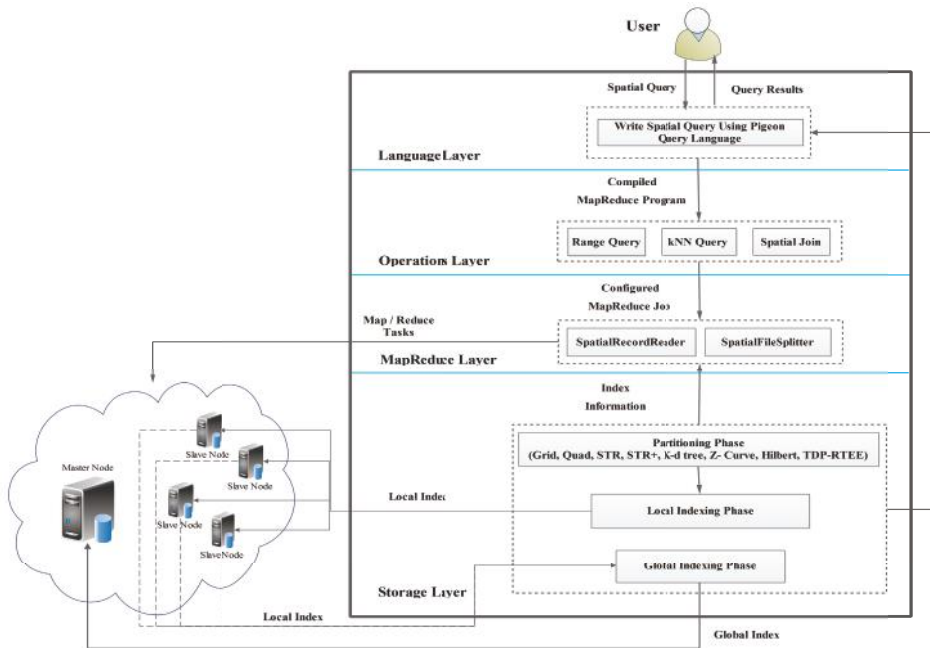 User
Spatial Query
Query Results
Write Spatial Query Using Pigeon
Query Language
LanguageLayer
Compiled
MapReduce Program
Range Query
kNN Query
Spatial Join
Operations Layer
Configured
MapReduce Job
Map / Reduce
Tasks
SpatialRecordReader
SpatialFileSplitter
MapReduce Layer
Index
Information
Partitioning Phase
(Grid, Quad, STR, STR+, K-d tree, Z- Curve, Hilbert, TDP-RTEE)
Slave Node
Master Node
Slave Node
Slave Node
SlaveNode
Local Index
Local Indexing Phase
Global Indexing Phase
Storage Layer
Local Index
Global Index